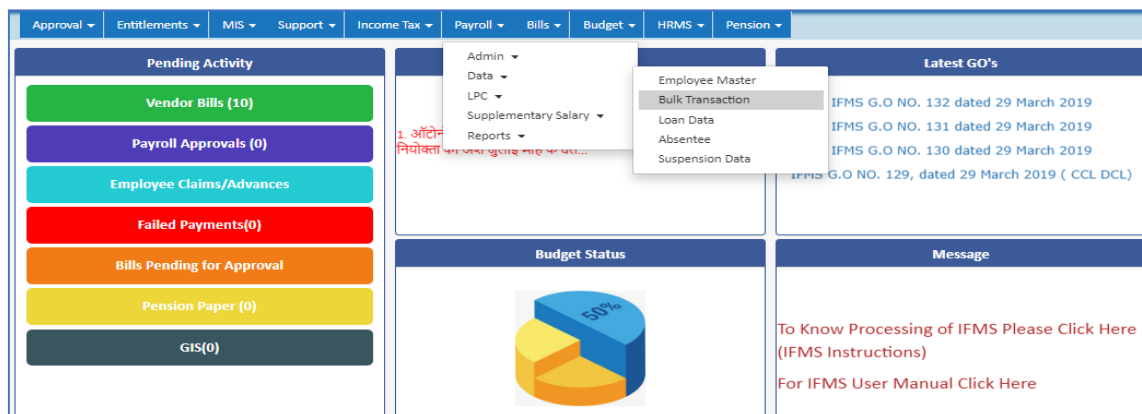 Approval Entitlements MIS Support Income Tax Payroll Bills Budget HRMS Pension
Pending Activity
Vendor Bills (10)
Payroll Approvals (0)
Employee Claims/Advances
Failed Payments(0)
Bills Pending for Approval
Pension Paper (0)
GIS(0)
Admin
Data
LPC
Supplementary Salary
Reports
Employee Master
Bulk Transaction
Loan Data
Absentee
Suspension Data
1.
नियोक्ता
Latest GO's
IFMS G.O NO. 132 dated 29 March 2019
IFMS G.O NO. 131 dated 29 March 2019
IFMS G.O NO. 130 dated 29 March 2019
IFMS G.O NO. 129, dated 29 March 2019 ( CCL DCL)
Budget Status
50%
Message
To Know Processing of IFMS Please Click Here
(IFMS Instructions)
For IFMS User Manual Click Here